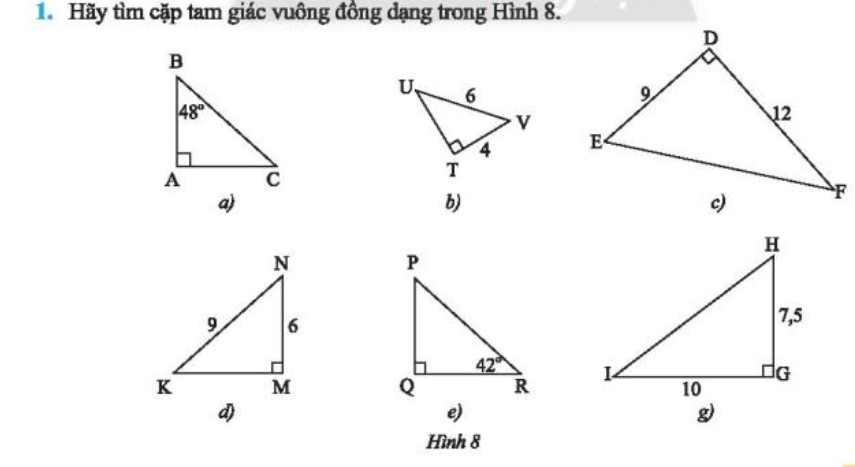 1. Hãy tìm cặp tam giác vuông đồng dạng trong Hình 8.
B
48°
A
C
a)
U
6
V
4
T
b)
D
9
12
E
F
c)
N
9
6
K
M
d)
P
42°
Q
R
e)
H
7,5
I
G
10
g)
Hình 8